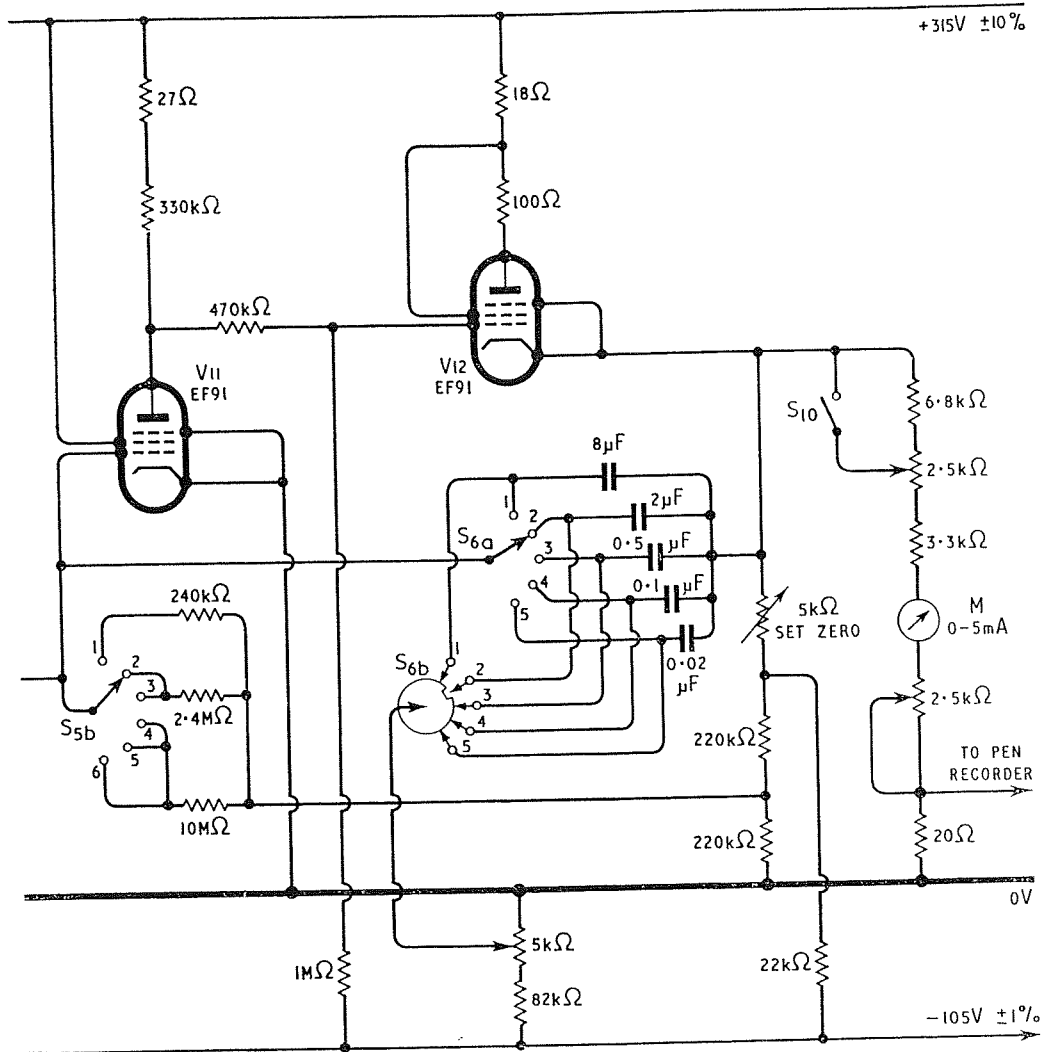 +315V ±10%
27Ω
18Ω
330kΩ
100Ω
470kΩ
V11
EF91
V12
EF91
S10
6·8kΩ
2·5kΩ
3·3kΩ
M
0-5mA
2·5kΩ
8µF
1
2
2µF
S6a
3
0·5 µF
4
0·1 µF
5
0·02
µF
5kΩ
SET ZERO
240kΩ
1
2
3
2·4MΩ
S5b
4
5
6
10MΩ
S6b
1
2
3
4
5
220kΩ
TO PEN
RECORDER
220kΩ
20Ω
0V
1MΩ
5kΩ
82kΩ
22kΩ
-105V ±1%